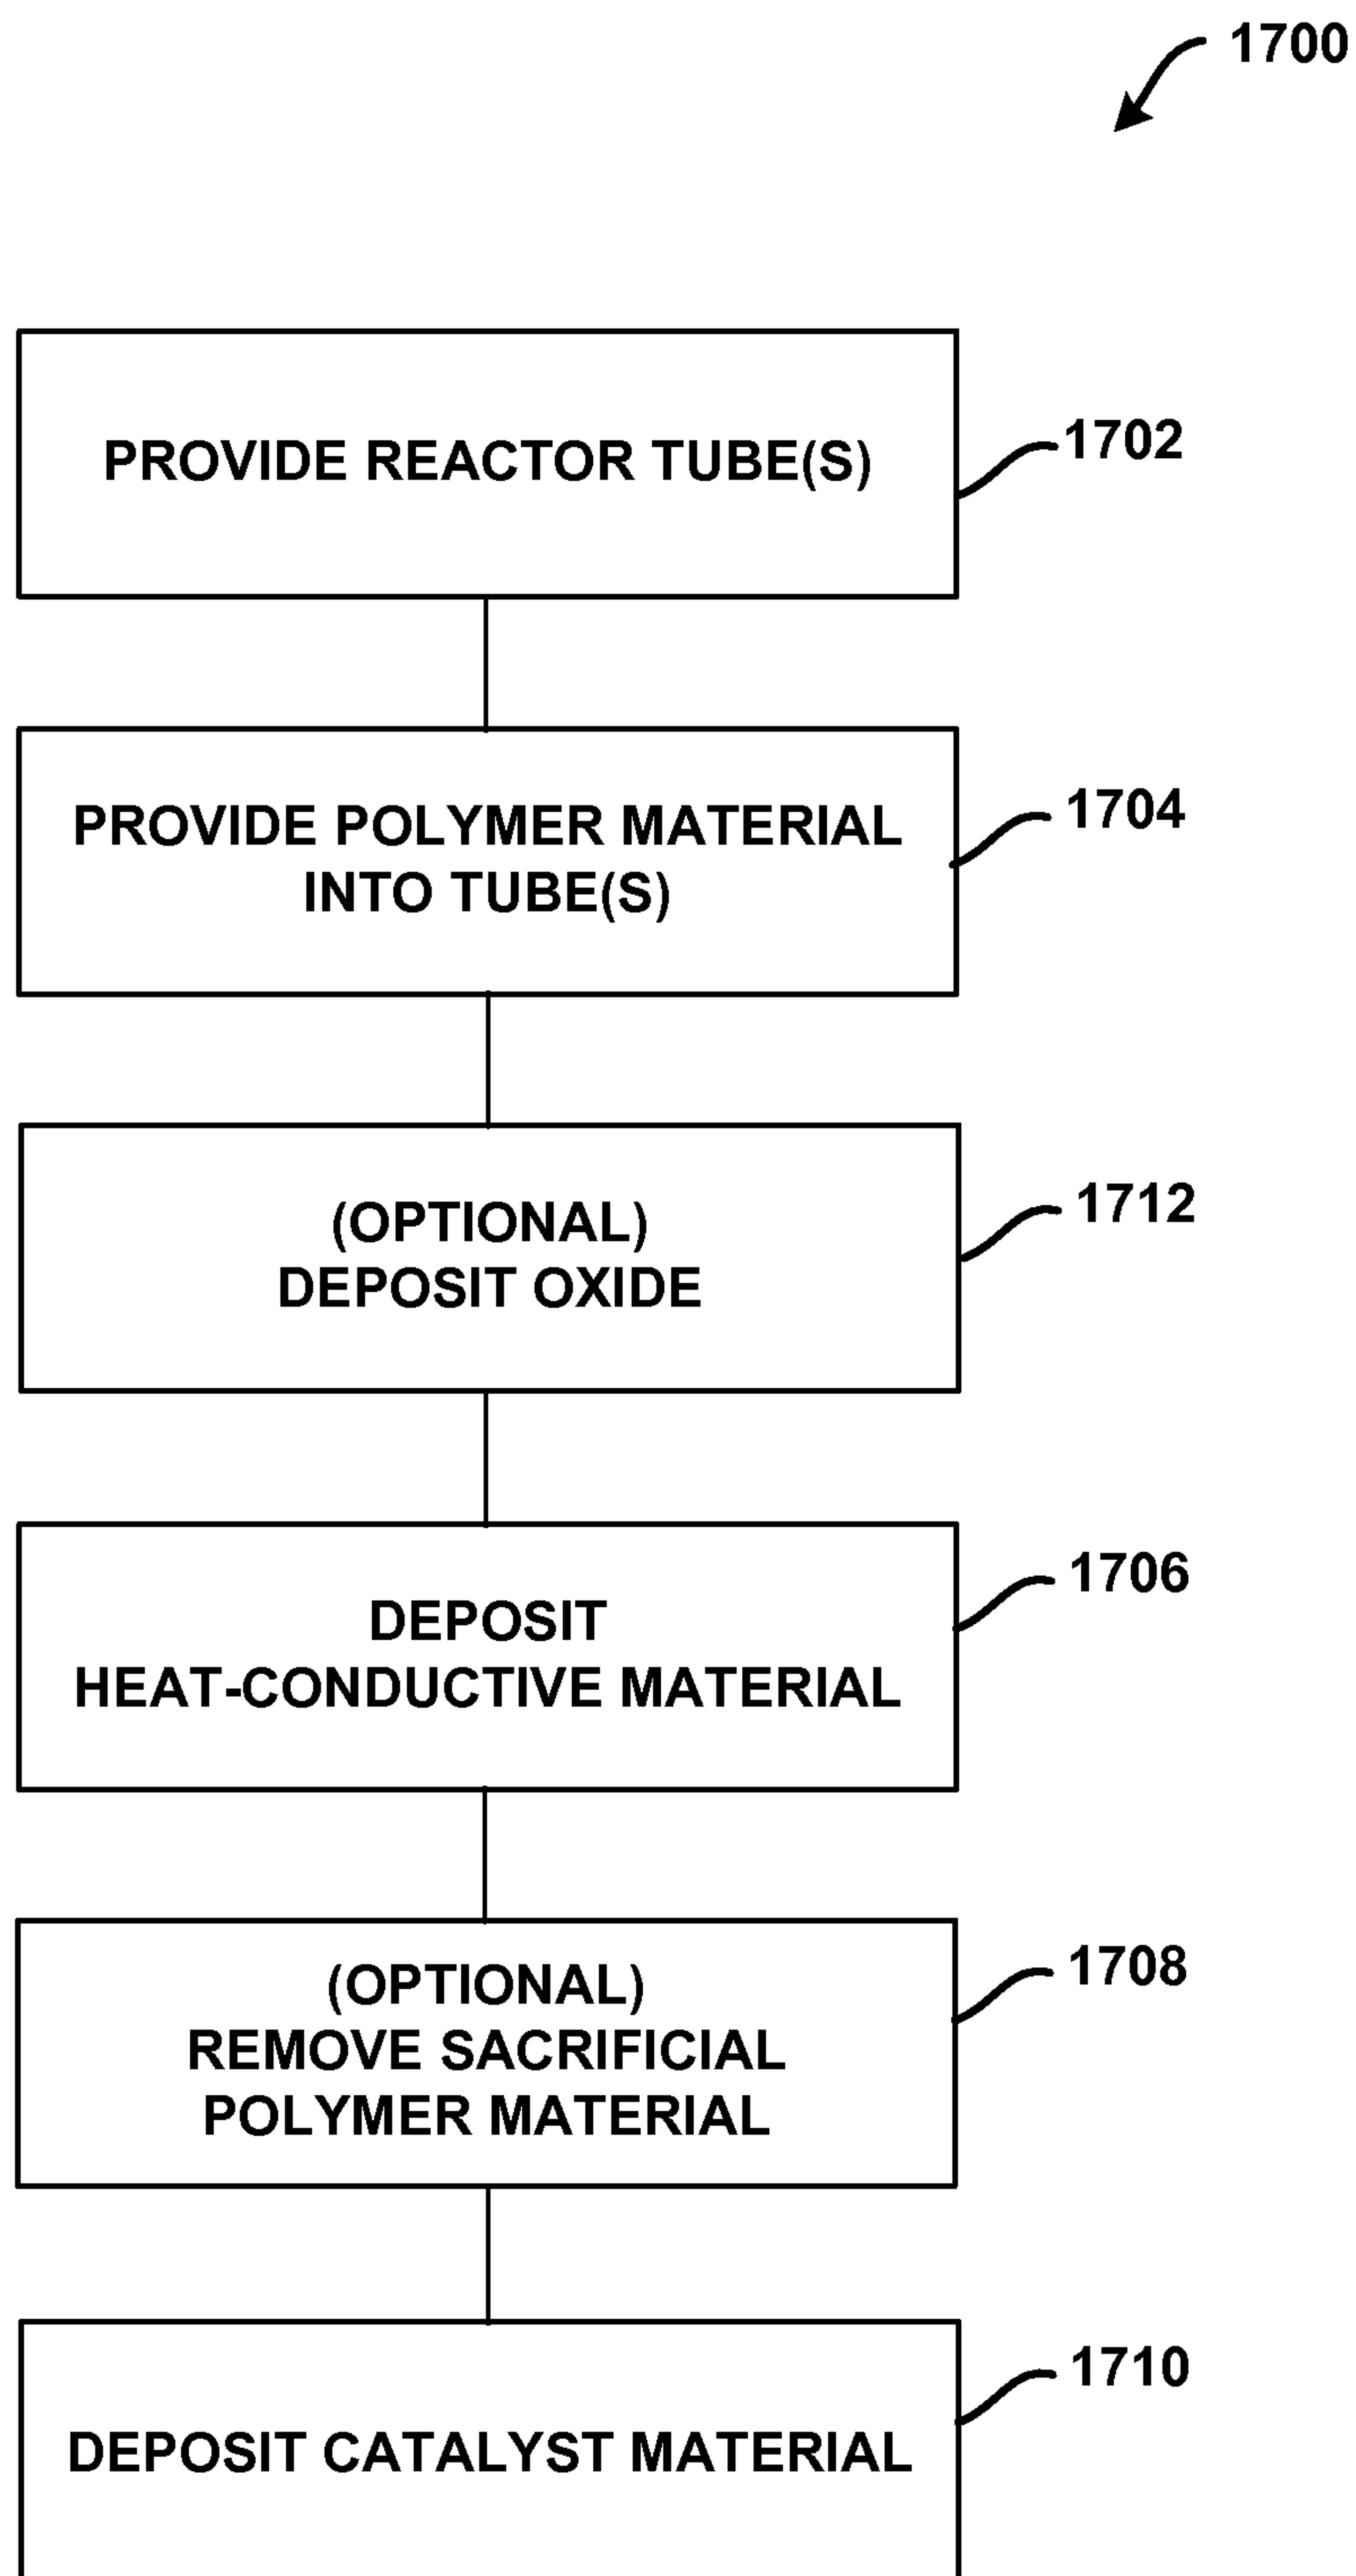 1700
PROVIDE REACTOR TUBE(S)
1702
PROVIDE POLYMER MATERIAL
INTO TUBE(S)
1704
(OPTIONAL)
DEPOSIT OXIDE
1712
DEPOSIT
HEAT-CONDUCTIVE MATERIAL
1706
(OPTIONAL)
REMOVE SACRIFICIAL
POLYMER MATERIAL
1708
DEPOSIT CATALYST MATERIAL
1710